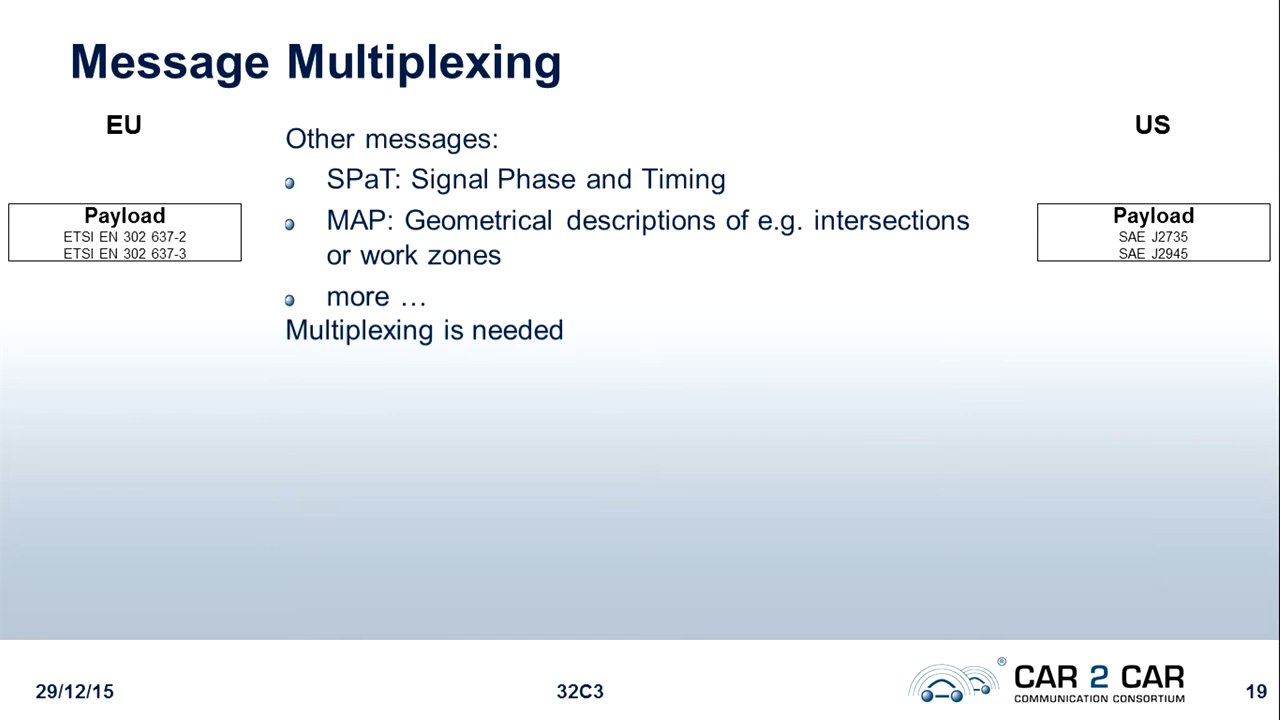 Message Multiplexing
EU
Payload
ETSI EN 302 637-2
ETSI EN 302 637-3
Other messages:
SPaT: Signal Phase and Timing
MAP: Geometrical descriptions of e.g. intersections
or work zones
more …
Multiplexing is needed
US
Payload
SAE J2735
SAE J2945
29/12/15
32C3
® CAR 2 CAR
COMMUNICATION CONSORTIUM
19